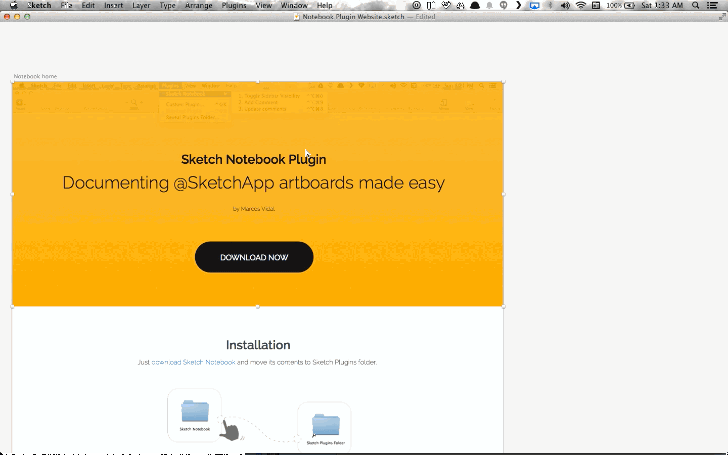 Sketch File Edit Insert Layer Type Arrange Plugins View Window Help 100% Sat 1:33 AM
Notebook Plugin Website.sketch — Edited
Notebook home
Sketch Notebook Plugin
Documenting @SketchApp artboards made easy
by Marcos Vidal
DOWNLOAD NOW
Installation
Just download Sketch Notebook and move its contents to Sketch Plugins folder.
Sketch Notebook
Sketch Plugins Folder